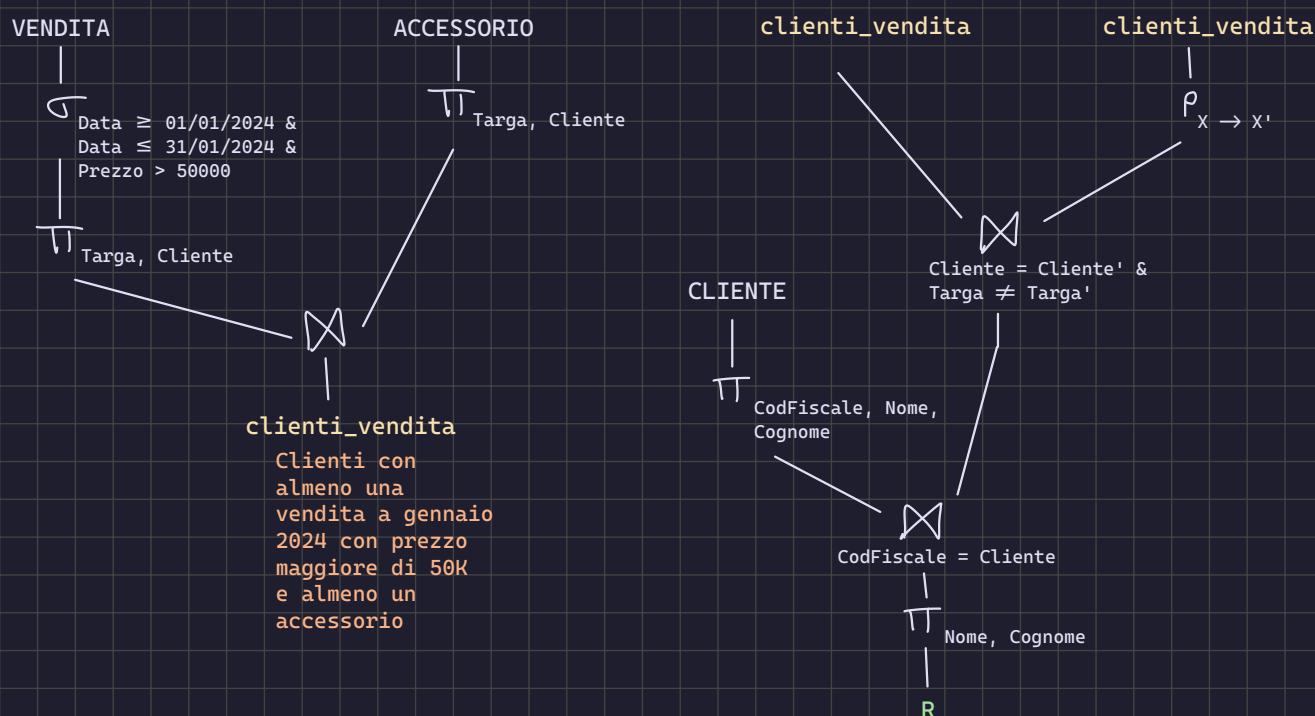 VENDITA
σ
Data ≥ 01/01/2024 &
Data ≤ 31/01/2024 &
Prezzo > 50000
π
Targa, Cliente
ACCESSORIO
π
Targa, Cliente
⋈
clienti_vendita
Clienti con
almeno una
vendita a gennaio
2024 con prezzo
maggiore di 50K
e almeno un
accessorio
clienti_vendita
clienti_vendita
ρ
X → X'
⋈
Cliente = Cliente' &
Targa ≠ Targa'
CLIENTE
π
CodFiscale, Nome,
Cognome
⋈
CodFiscale = Cliente
π
Nome, Cognome
R